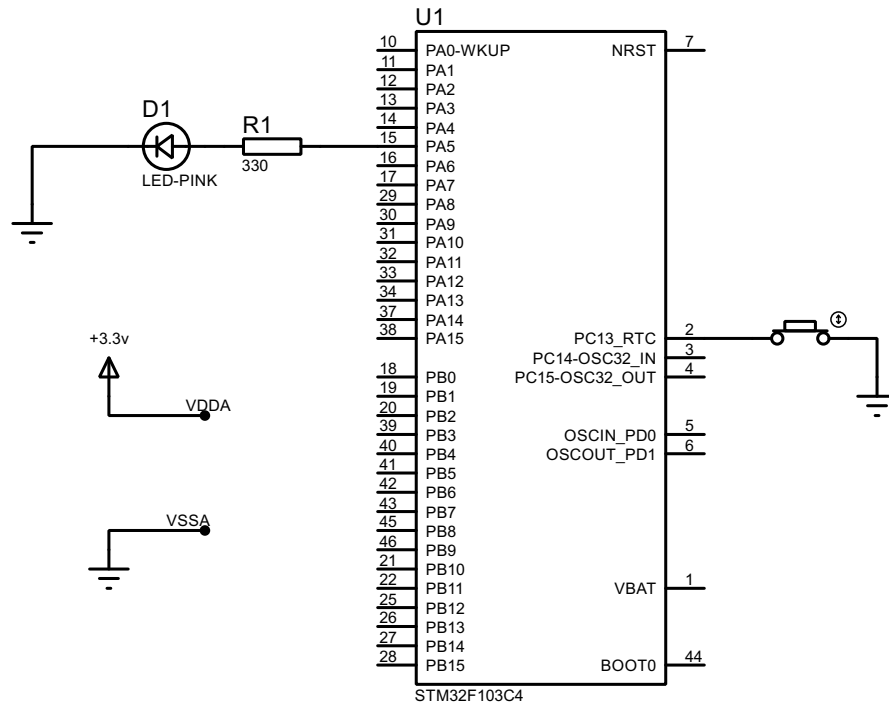 U1
10 PA0-WKUP NRST 7
11 PA1
12 PA2
13 PA3
14 PA4
D1 R1 15 PA5
LED-PINK 330
16 PA6
17 PA7
29 PA8
30 PA9
31 PA10
32 PA11
33 PA12
34 PA13
37 PA14
38 PA15 PC13_RTC 2
PC14-OSC32_IN 3
PC15-OSC32_OUT 4
+3.3v
VDDA
18 PB0
19 PB1
20 PB2
39 PB3 OSCIN_PD0 5
40 PB4 OSCOUT_PD1 6
41 PB5
42 PB6
43 PB7
VSSA
45 PB8
46 PB9
21 PB10
22 PB11 VBAT 1
25 PB12
26 PB13
27 PB14
28 PB15 BOOT0 44
STM32F103C4